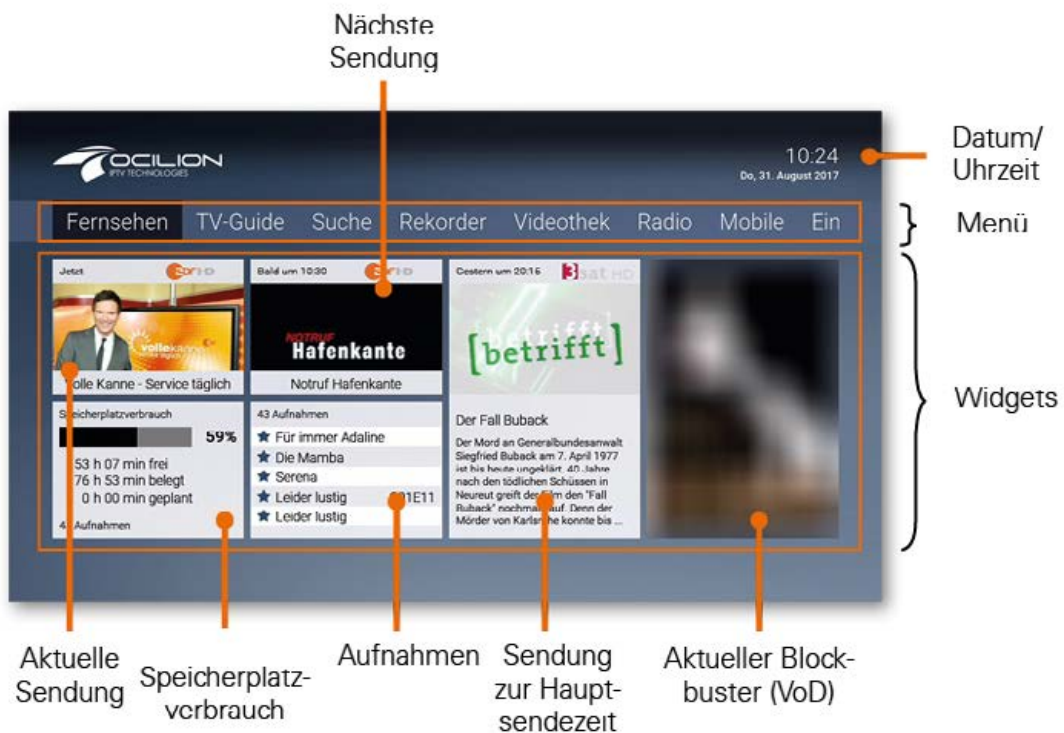 Nächste
Sendung
OCILION
IPTV TECHNOLOGIES
10:24
Do, 31. August 2017
Datum/
Uhrzeit
Fernsehen TV-Guide Suche Rekorder Videothek Radio Mobile Ein
Menü
Jetzt
Bald um 10:30
Gestern um 20:15
3sat HD
volle kanne
NOTRUF
Hafenkante
[betrifft]
Volle Kanne - Service täglich
Notruf Hafenkante
Widgets
Speicherplatzverbrauch
59%
53 h 07 min frei
76 h 53 min belegt
0 h 00 min geplant
Aufnahmen
43 Aufnahmen
Für immer Adaline
Die Mamba
Serena
Leider lustig 01E11
Leider lustig
Der Fall Buback
Der Mord an Generalbundesanwalt
Siegfried Buback am 7. April 1977
ist bis heute ungeklärt. 40 Jahre
nach den tödlichen Schüssen in
Neureut greift der Film den "Fall
Buback" nochmal auf. Denn der
Mörder von Karlsruhe konnte bis ...
Aktuelle
Sendung
Speicherplatz-
verbrauch
Aufnahmen
Sendung
zur Haupt-
sendezeit
Aktueller Block-
buster (VoD)